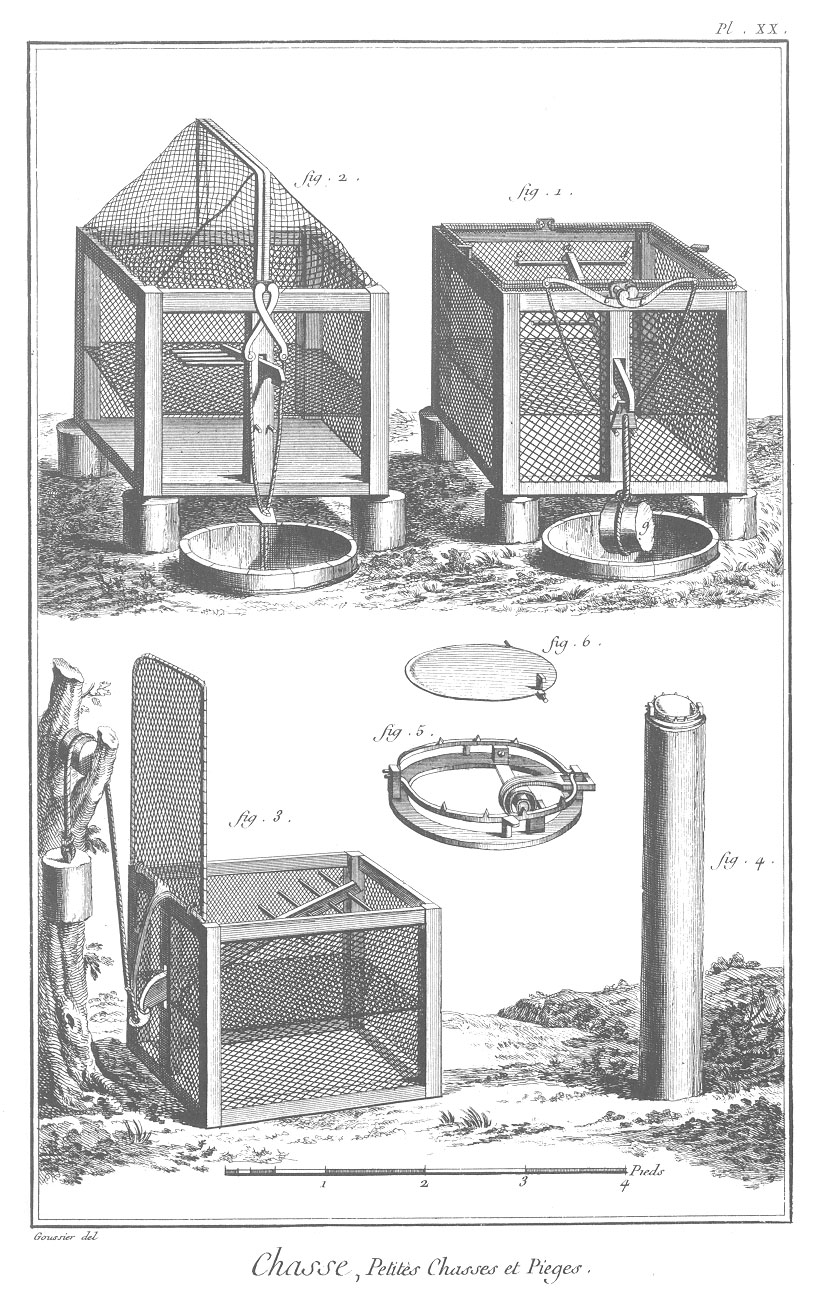 Pl . XX .
fig . 2 .
fig . 1 .
9
fig . 6 .
fig . 5 .
fig . 3 .
fig . 4 .
Pieds
1 2 3 4
Goussier del
Chasse, Petites Chasses et Pieges .